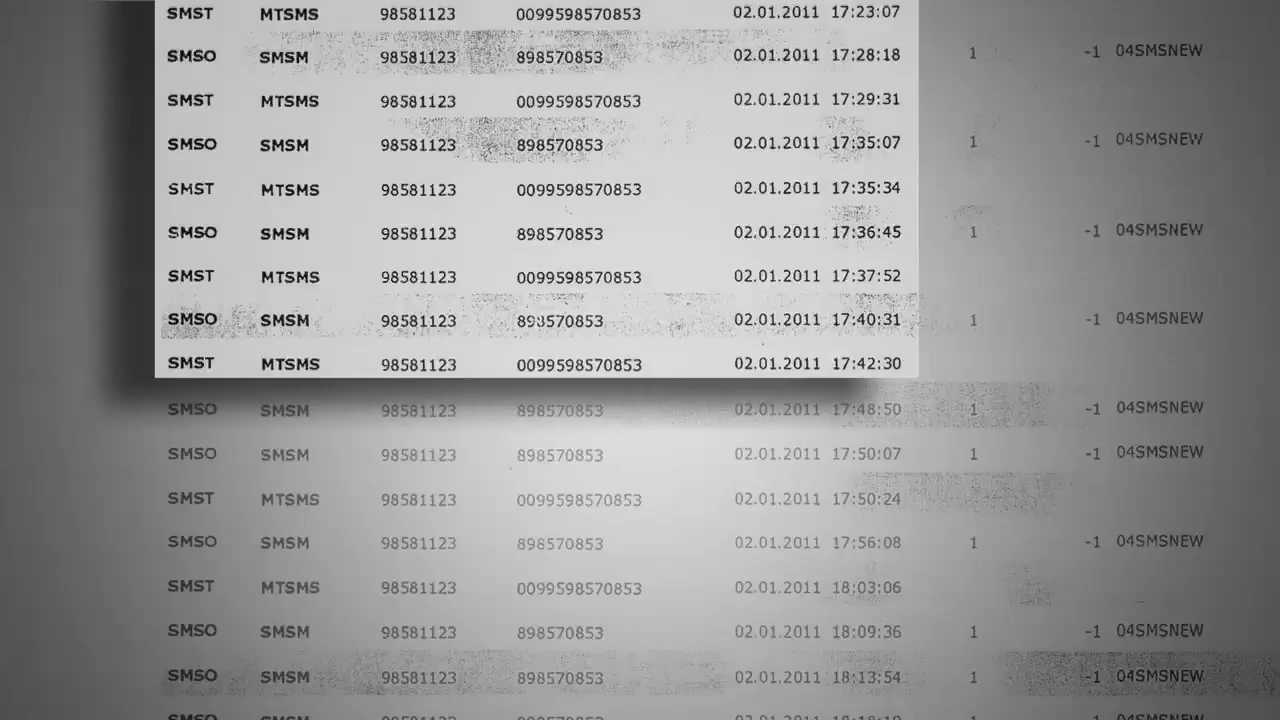 SMST MTSMS 98581123 0099598570853 02.01.2011 17:23:07
SMSO SMSM 98581123 898570853 02.01.2011 17:28:18 1 -1 04SMSNEW
SMST MTSMS 98581123 0099598570853 02.01.2011 17:29:31
SMSO SMSM 98581123 898570853 02.01.2011 17:35:07 1 -1 04SMSNEW
SMST MTSMS 98581123 0099598570853 02.01.2011 17:35:34
SMSO SMSM 98581123 898570853 02.01.2011 17:36:45 1 -1 04SMSNEW
SMST MTSMS 98581123 0099598570853 02.01.2011 17:37:52
SMSO SMSM 98581123 898570853 02.01.2011 17:40:31 1 -1 04SMSNEW
SMST MTSMS 98581123 0099598570853 02.01.2011 17:42:30
SMSO SMSM 98581123 898570853 02.01.2011 17:48:50 1 -1 04SMSNEW
SMSO SMSM 98581123 898570853 02.01.2011 17:50:07 1 -1 04SMSNEW
SMST MTSMS 98581123 0099598570853 02.01.2011 17:50:24
SMSO SMSM 98581123 898570853 02.01.2011 17:56:08 1 -1 04SMSNEW
SMST MTSMS 98581123 0099598570853 02.01.2011 18:03:06
SMSO SMSM 98581123 898570853 02.01.2011 18:09:36 1 -1 04SMSNEW
SMSO SMSM 98581123 898570853 02.01.2011 18:13:54 1 -1 04SMSNEW